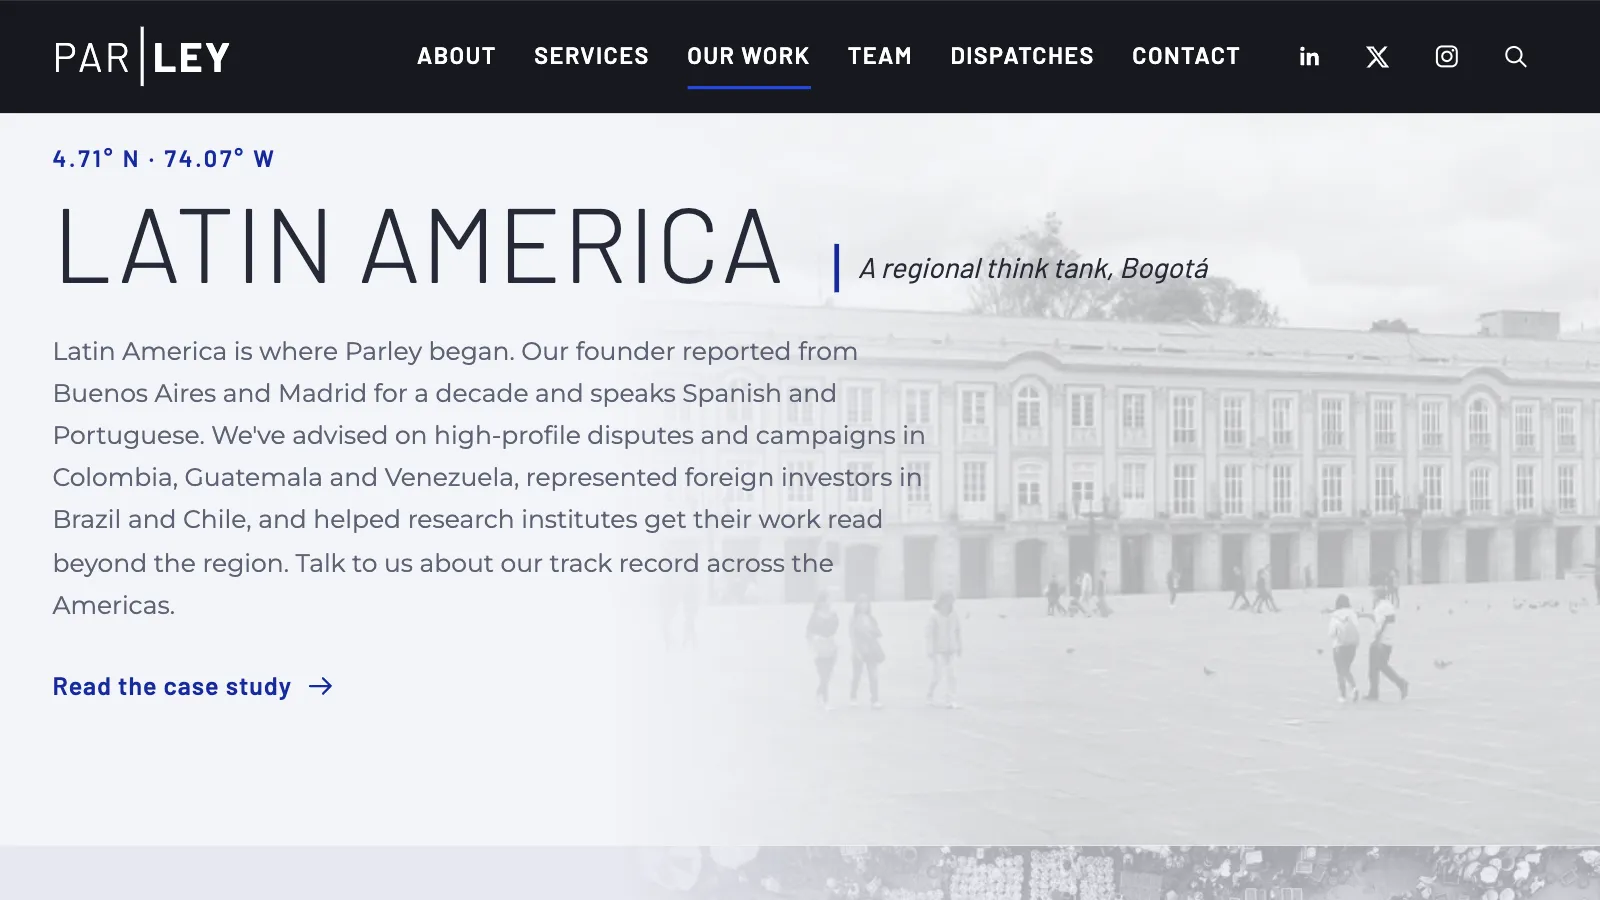 PAR|LEY
ABOUT SERVICES OUR WORK TEAM DISPATCHES CONTACT in X
4.71° N · 74.07° W
LATIN AMERICA
A regional think tank, Bogotá
Latin America is where Parley began. Our founder reported from
Buenos Aires and Madrid for a decade and speaks Spanish and
Portuguese. We've advised on high-profile disputes and campaigns in
Colombia, Guatemala and Venezuela, represented foreign investors in
Brazil and Chile, and helped research institutes get their work read
beyond the region. Talk to us about our track record across the
Americas.
Read the case study →